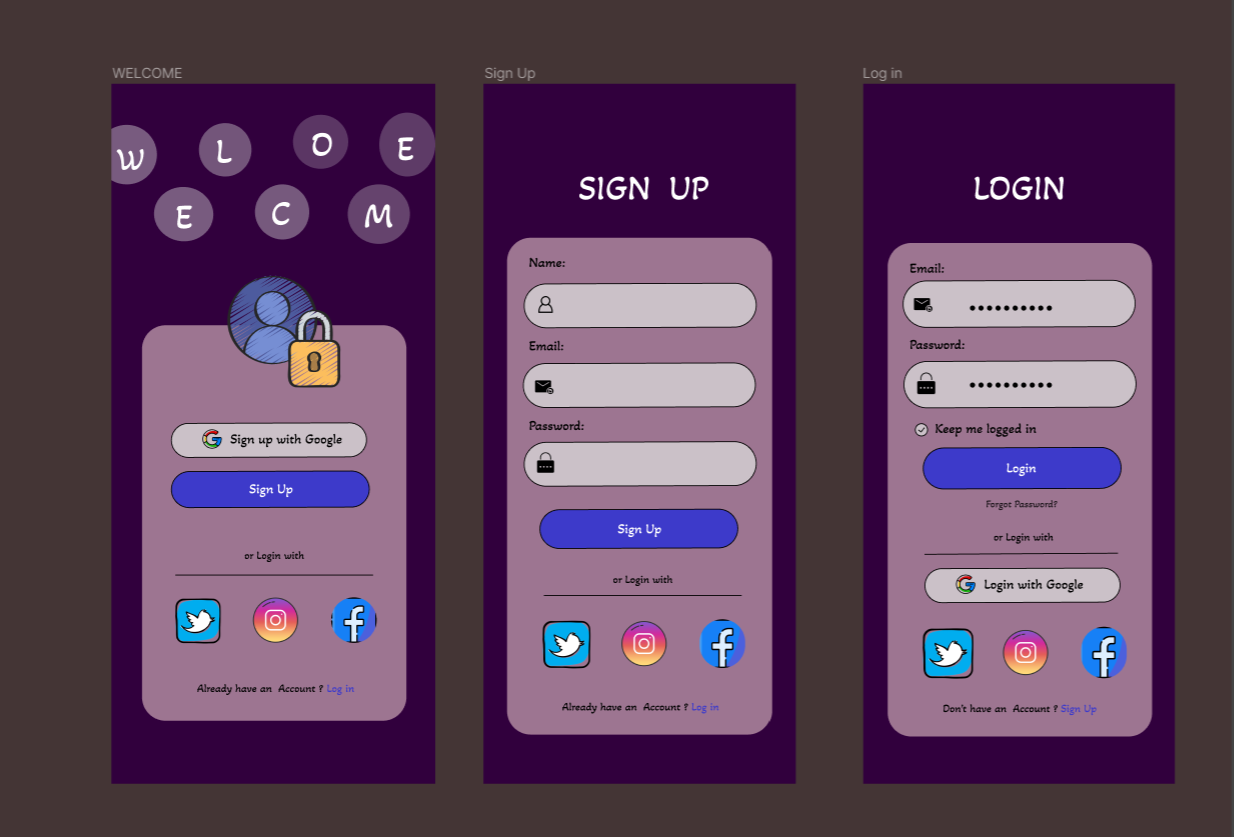 WELCOME
W L O E
E C M
Sign up with Google
Sign Up
or Login with
Already have an Account ? Log in
Sign Up
SIGN UP
Name:
Email:
Password:
Sign Up
or Login with
Already have an Account ? Log in
Log in
LOGIN
Email:
••••••••••
Password:
••••••••••
Keep me logged in
Login
Forgot Password?
or Login with
Login with Google
Don't have an Account ? Sign Up